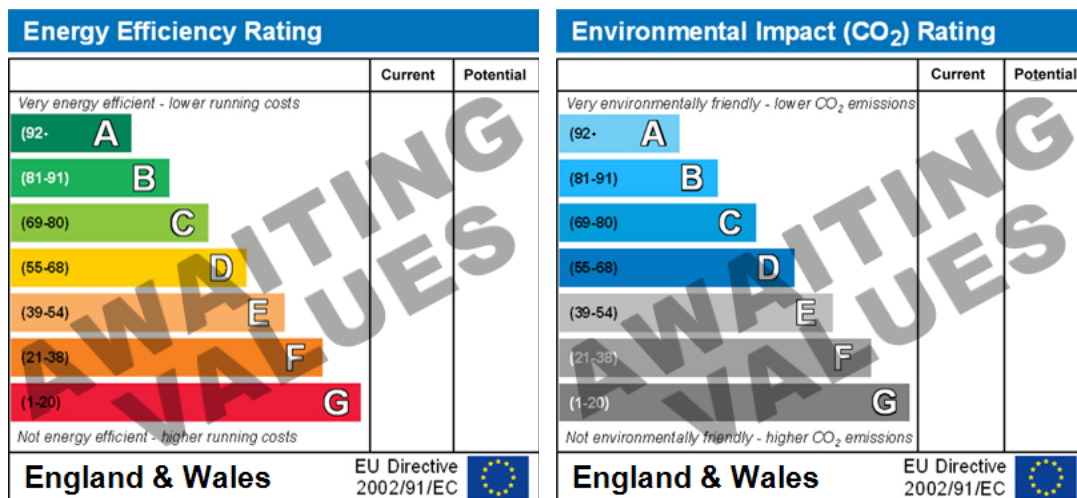 Energy Efficiency Rating
Current Potential
Very energy efficient - lower running costs
(92+ A
(81-91) B
(69-80) C
(55-68) D
(39-54) E
(21-38) F
(1-20) G
Not energy efficient - higher running costs
AWAITING
VALUES
England & Wales
EU Directive
2002/91/EC
Environmental Impact (CO₂) Rating
Current Potential
Very environmentally friendly - lower CO₂ emissions
(92+ A
(81-91) B
(69-80) C
(55-68) D
(39-54) E
(21-38) F
(1-20) G
Not environmentally friendly - higher CO₂ emissions
AWAITING
VALUES
England & Wales
EU Directive
2002/91/EC